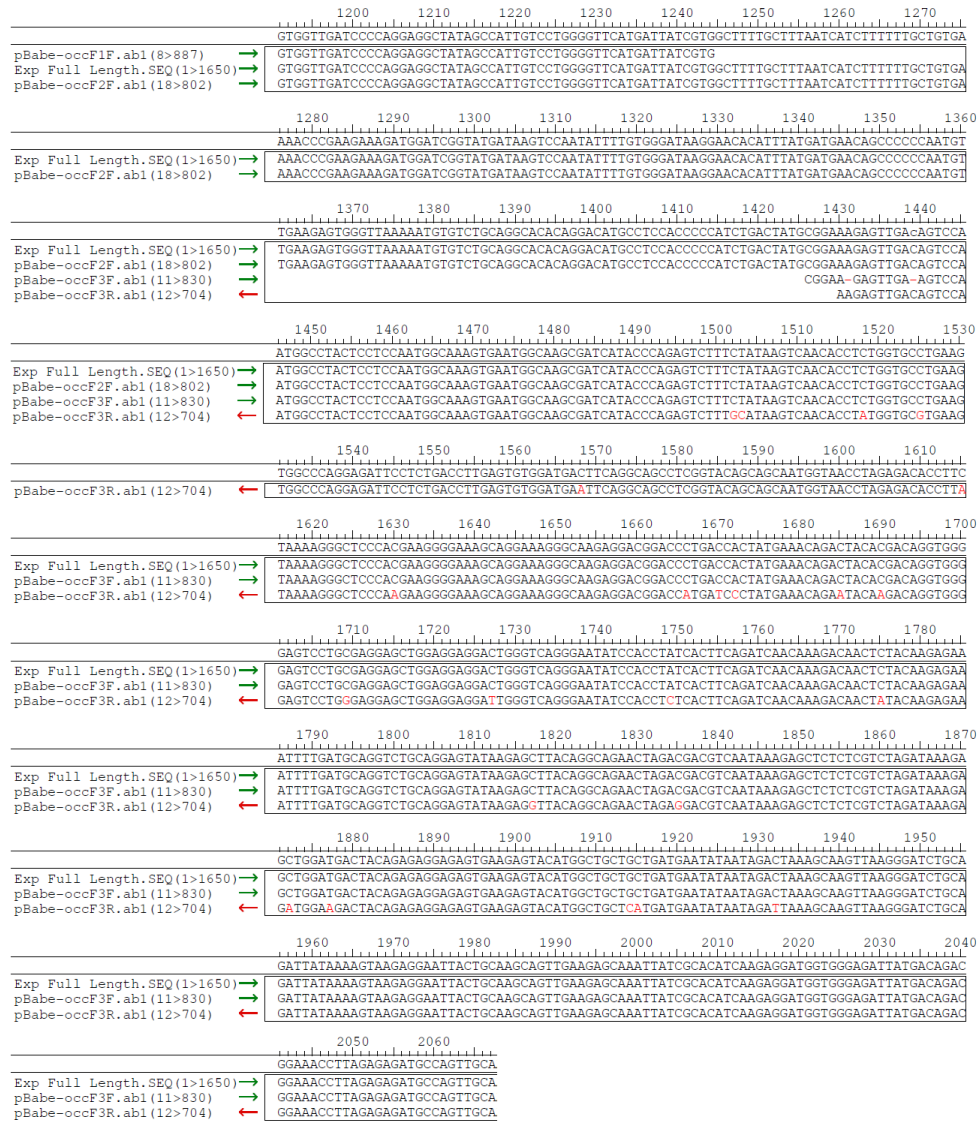 1200 1210 1220 1230 1240 1250 1260 1270
GTGGTTGATCCCCAGGAGGCTATAGCCATTGTCCTGGGGTTCATGATTATCGTGGCTTTTGCTTTAATCATCTTTTTTGCTGTGA
pBabe-occF1F.ab1(8>887) → GTGGTTGATCCCCAGGAGGCTATAGCCATTGTCCTGGGGTTCATGATTATCGTG
Exp Full Length.SEQ(1>1650) → GTGGTTGATCCCCAGGAGGCTATAGCCATTGTCCTGGGGTTCATGATTATCGTGGCTTTTGCTTTAATCATCTTTTTTGCTGTGA
pBabe-occF2F.ab1(18>802) → GTGGTTGATCCCCAGGAGGCTATAGCCATTGTCCTGGGGTTCATGATTATCGTGGCTTTTGCTTTAATCATCTTTTTTGCTGTGA
1280 1290 1300 1310 1320 1330 1340 1350 1360
AAACCCGAAGAAAGATGGATCGGTATGATAAGTCCAATATTTTGTGGGATAAGGAACACATTTATGATGAACAGCCCCCCAATGT
Exp Full Length.SEQ(1>1650) → AAACCCGAAGAAAGATGGATCGGTATGATAAGTCCAATATTTTGTGGGATAAGGAACACATTTATGATGAACAGCCCCCCAATGT
pBabe-occF2F.ab1(18>802) → AAACCCGAAGAAAGATGGATCGGTATGATAAGTCCAATATTTTGTGGGATAAGGAACACATTTATGATGAACAGCCCCCCAATGT
1370 1380 1390 1400 1410 1420 1430 1440
TGAAGAGTGGGTTAAAAATGTGTCTGCAGGCACACAGGACATGCCTCCACCCCCATCTGACTATGCGGAAAGAGTTGACAGTCCA
Exp Full Length.SEQ(1>1650) → TGAAGAGTGGGTTAAAAATGTGTCTGCAGGCACACAGGACATGCCTCCACCCCCATCTGACTATGCGGAAAGAGTTGACAGTCCA
pBabe-occF2F.ab1(18>802) → TGAAGAGTGGGTTAAAAATGTGTCTGCAGGCACACAGGACATGCCTCCACCCCCATCTGACTATGCGGAAAGAGTTGACAGTCCA
pBabe-occF3F.ab1(11>830) → CGGAA-GAGTTGA-AGTCCA
pBabe-occF3R.ab1(12>704) ← AAGAGTTGACAGTCCA
1450 1460 1470 1480 1490 1500 1510 1520 1530
ATGGCCTACTCCTCCAATGGCAAAGTGAATGGCAAGCGATCATACCCAGAGTCTTTCTATAAGTCAACACCTCTGGTGCCTGAAG
Exp Full Length.SEQ(1>1650) → ATGGCCTACTCCTCCAATGGCAAAGTGAATGGCAAGCGATCATACCCAGAGTCTTTCTATAAGTCAACACCTCTGGTGCCTGAAG
pBabe-occF2F.ab1(18>802) → ATGGCCTACTCCTCCAATGGCAAAGTGAATGGCAAGCGATCATACCCAGAGTCTTTCTATAAGTCAACACCTCTGGTGCCTGAAG
pBabe-occF3F.ab1(11>830) → ATGGCCTACTCCTCCAATGGCAAAGTGAATGGCAAGCGATCATACCCAGAGTCTTTCTATAAGTCAACACCTCTGGTGCCTGAAG
pBabe-occF3R.ab1(12>704) ← ATGGCCTACTCCTCCAATGGCAAAGTGAATGGCAAGCGATCATACCCAGAGTCTTTGCATAAGTCAACACCTATGGTGCGTGAAG
1540 1550 1560 1570 1580 1590 1600 1610
TGGCCCAGGAGATTCCTCTGACCTTGAGTGTGGATGACTTCAGGCAGCCTCGGTACAGCAGCAATGGTAACCTAGAGACACCTTC
pBabe-occF3R.ab1(12>704) ← TGGCCCAGGAGATTCCTCTGACCTTGAGTGTGGATGAATTCAGGCAGCCTCGGTACAGCAGCAATGGTAACCTAGAGACACCTTA
1620 1630 1640 1650 1660 1670 1680 1690 1700
TAAAAGGGCTCCCACGAAGGGGAAAGCAGGAAAGGGCAAGAGGACGGACCCTGACCACTATGAAACAGACTACACGACAGGTGGG
Exp Full Length.SEQ(1>1650) → TAAAAGGGCTCCCACGAAGGGGAAAGCAGGAAAGGGCAAGAGGACGGACCCTGACCACTATGAAACAGACTACACGACAGGTGGG
pBabe-occF3F.ab1(11>830) → TAAAAGGGCTCCCACGAAGGGGAAAGCAGGAAAGGGCAAGAGGACGGACCCTGACCACTATGAAACAGACTACACGACAGGTGGG
pBabe-occF3R.ab1(12>704) ← TAAAAGGGCTCCCAAGAAGGGGAAAGCAGGAAAGGGCAAGAGGACGGACCATGATCCCTATGAAACAGAATACAAGACAGGTGGG
1710 1720 1730 1740 1750 1760 1770 1780
GAGTCCTGCGAGGAGCTGGAGGAGGACTGGGTCAGGGAATATCCACCTATCACTTCAGATCAACAAAGACAACTCTACAAGAGAA
Exp Full Length.SEQ(1>1650) → GAGTCCTGCGAGGAGCTGGAGGAGGACTGGGTCAGGGAATATCCACCTATCACTTCAGATCAACAAAGACAACTCTACAAGAGAA
pBabe-occF3F.ab1(11>830) → GAGTCCTGCGAGGAGCTGGAGGAGGACTGGGTCAGGGAATATCCACCTATCACTTCAGATCAACAAAGACAACTCTACAAGAGAA
pBabe-occF3R.ab1(12>704) ← GAGTCCTGGGAGGAGCTGGAGGAGGATTGGGTCAGGGAATATCCACCTCTCACTTCAGATCAACAAAGACAACTATACAAGAGAA
1790 1800 1810 1820 1830 1840 1850 1860 1870
ATTTTGATGCAGGTCTGCAGGAGTATAAGAGCTTACAGGCAGAACTAGACGACGTCAATAAAGAGCTCTCTCGTCTAGATAAAGA
Exp Full Length.SEQ(1>1650) → ATTTTGATGCAGGTCTGCAGGAGTATAAGAGCTTACAGGCAGAACTAGACGACGTCAATAAAGAGCTCTCTCGTCTAGATAAAGA
pBabe-occF3F.ab1(11>830) → ATTTTGATGCAGGTCTGCAGGAGTATAAGAGCTTACAGGCAGAACTAGACGACGTCAATAAAGAGCTCTCTCGTCTAGATAAAGA
pBabe-occF3R.ab1(12>704) ← ATTTTGATGCAGGTCTGCAGGAGTATAAGAGGTTACAGGCAGAACTAGAGGACGTCAATAAAGAGCTCTCTCGTCTAGATAAAGA
1880 1890 1900 1910 1920 1930 1940 1950
GCTGGATGACTACAGAGAGGAGAGTGAAGAGTACATGGCTGCTGCTGATGAATATAATAGACTAAAGCAAGTTAAGGGATCTGCA
Exp Full Length.SEQ(1>1650) → GCTGGATGACTACAGAGAGGAGAGTGAAGAGTACATGGCTGCTGCTGATGAATATAATAGACTAAAGCAAGTTAAGGGATCTGCA
pBabe-occF3F.ab1(11>830) → GCTGGATGACTACAGAGAGGAGAGTGAAGAGTACATGGCTGCTGCTGATGAATATAATAGACTAAAGCAAGTTAAGGGATCTGCA
pBabe-occF3R.ab1(12>704) ← GATGGAAGACTACAGAGAGGAGAGTGAAGAGTACATGGCTGCTCATGATGAATATAATAGATTAAAGCAAGTTAAGGGATCTGCA
1960 1970 1980 1990 2000 2010 2020 2030 2040
GATTATAAAAGTAAGAGGAATTACTGCAAGCAGTTGAAGAGCAAATTATCGCACATCAAGAGGATGGTGGGAGATTATGACAGAC
Exp Full Length.SEQ(1>1650) → GATTATAAAAGTAAGAGGAATTACTGCAAGCAGTTGAAGAGCAAATTATCGCACATCAAGAGGATGGTGGGAGATTATGACAGAC
pBabe-occF3F.ab1(11>830) → GATTATAAAAGTAAGAGGAATTACTGCAAGCAGTTGAAGAGCAAATTATCGCACATCAAGAGGATGGTGGGAGATTATGACAGAC
pBabe-occF3R.ab1(12>704) ← GATTATAAAAGTAAGAGGAATTACTGCAAGCAGTTGAAGAGCAAATTATCGCACATCAAGAGGATGGTGGGAGATTATGACAGAC
2050 2060
GGAAACCTTAGAGAGATGCCAGTTGCA
Exp Full Length.SEQ(1>1650) → GGAAACCTTAGAGAGATGCCAGTTGCA
pBabe-occF3F.ab1(11>830) → GGAAACCTTAGAGAGATGCCAGTTGCA
pBabe-occF3R.ab1(12>704) ← GGAAACCTTAGAGAGATGCCAGTTGCA